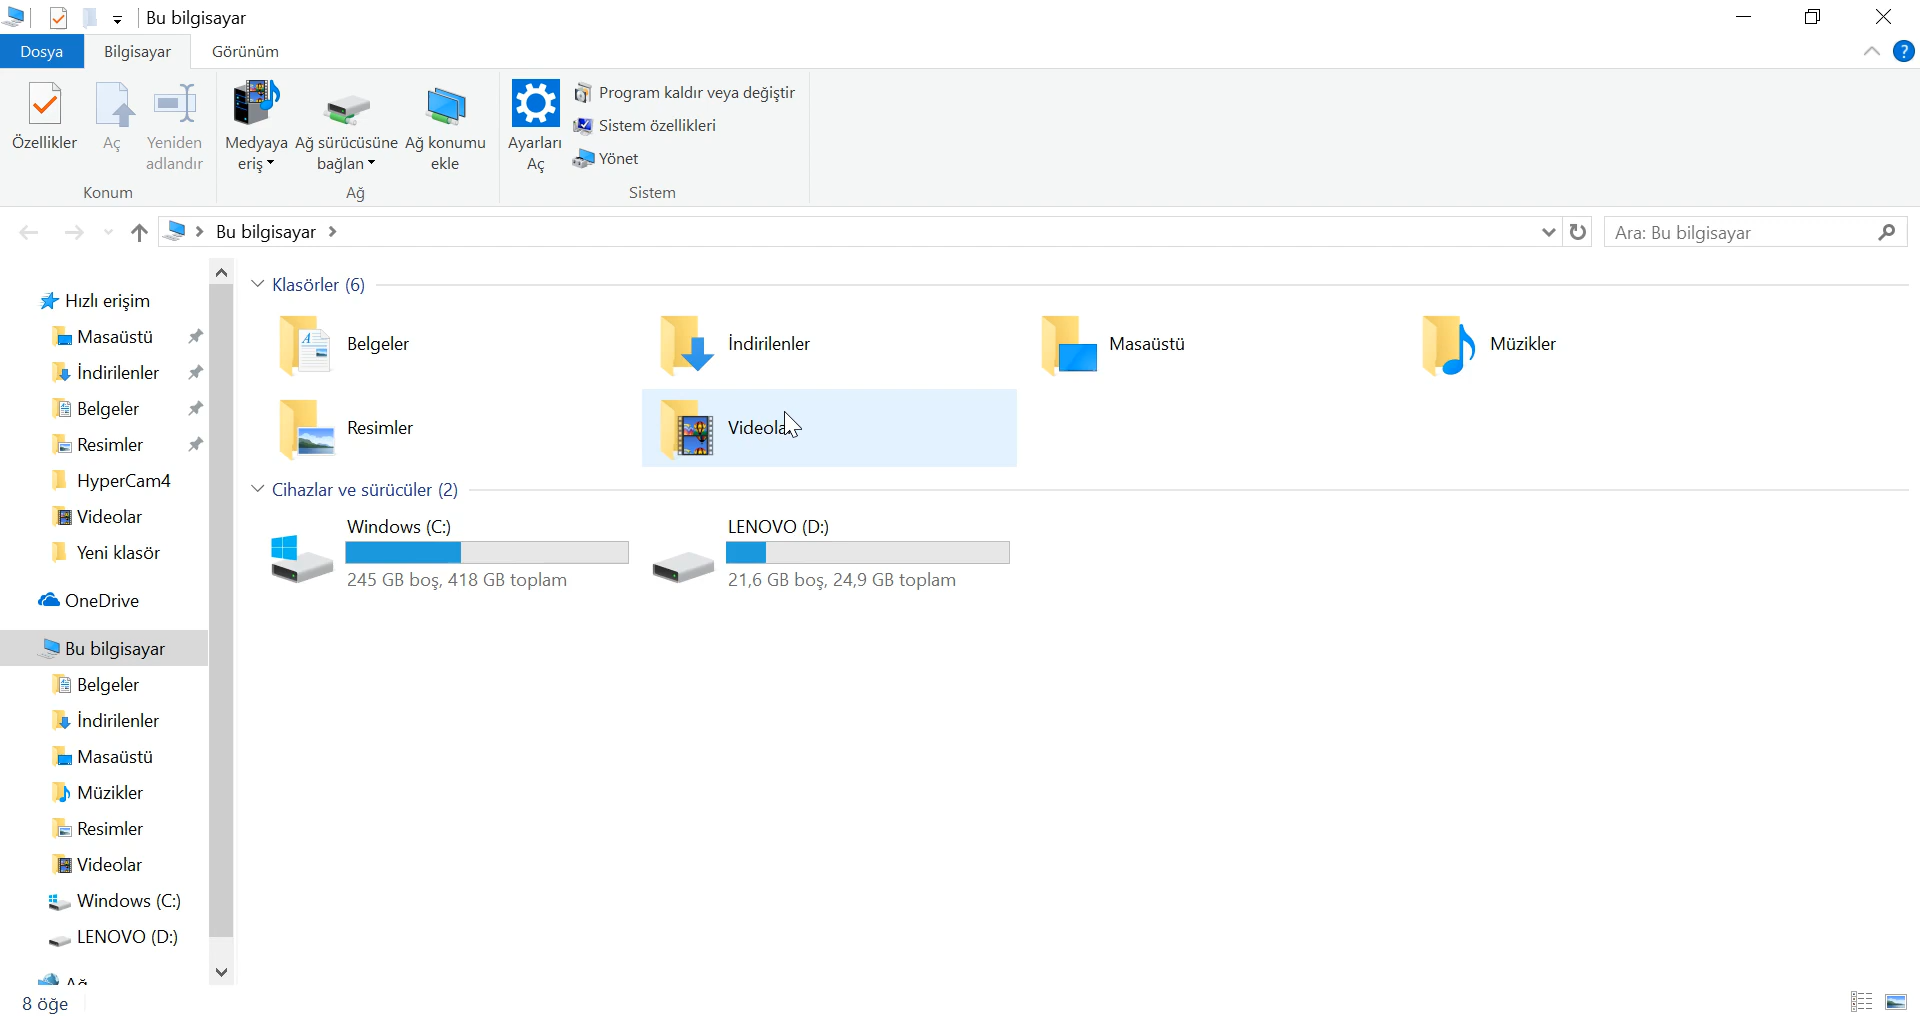 Bu bilgisayar
Dosya
Bilgisayar
Görünüm
Özellikler
Aç
Yeniden
adlandır
Konum
Medyaya
eriş
Ağ sürücüsüne
bağlan
Ağ konumu
ekle
Ağ
Ayarları
Aç
Program kaldır veya değiştir
Sistem özellikleri
Yönet
Sistem
Bu bilgisayar
Ara: Bu bilgisayar
Hızlı erişim
Masaüstü
İndirilenler
Belgeler
Resimler
HyperCam4
Videolar
Yeni klasör
OneDrive
Bu bilgisayar
Belgeler
İndirilenler
Masaüstü
Müzikler
Resimler
Videolar
Windows (C:)
LENOVO (D:)
Ağ
Klasörler (6)
Belgeler
İndirilenler
Masaüstü
Müzikler
Resimler
Videolar
Cihazlar ve sürücüler (2)
Windows (C:)
245 GB boş, 418 GB toplam
LENOVO (D:)
21,6 GB boş, 24,9 GB toplam
8 öğe